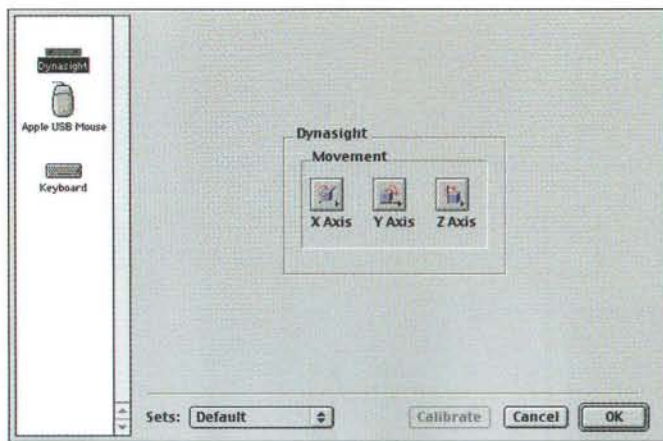 Dynasight
Apple USB Mouse
Keyboard
Dynasight
Movement
X Axis Y Axis Z Axis
Sets: Default Calibrate Cancel OK